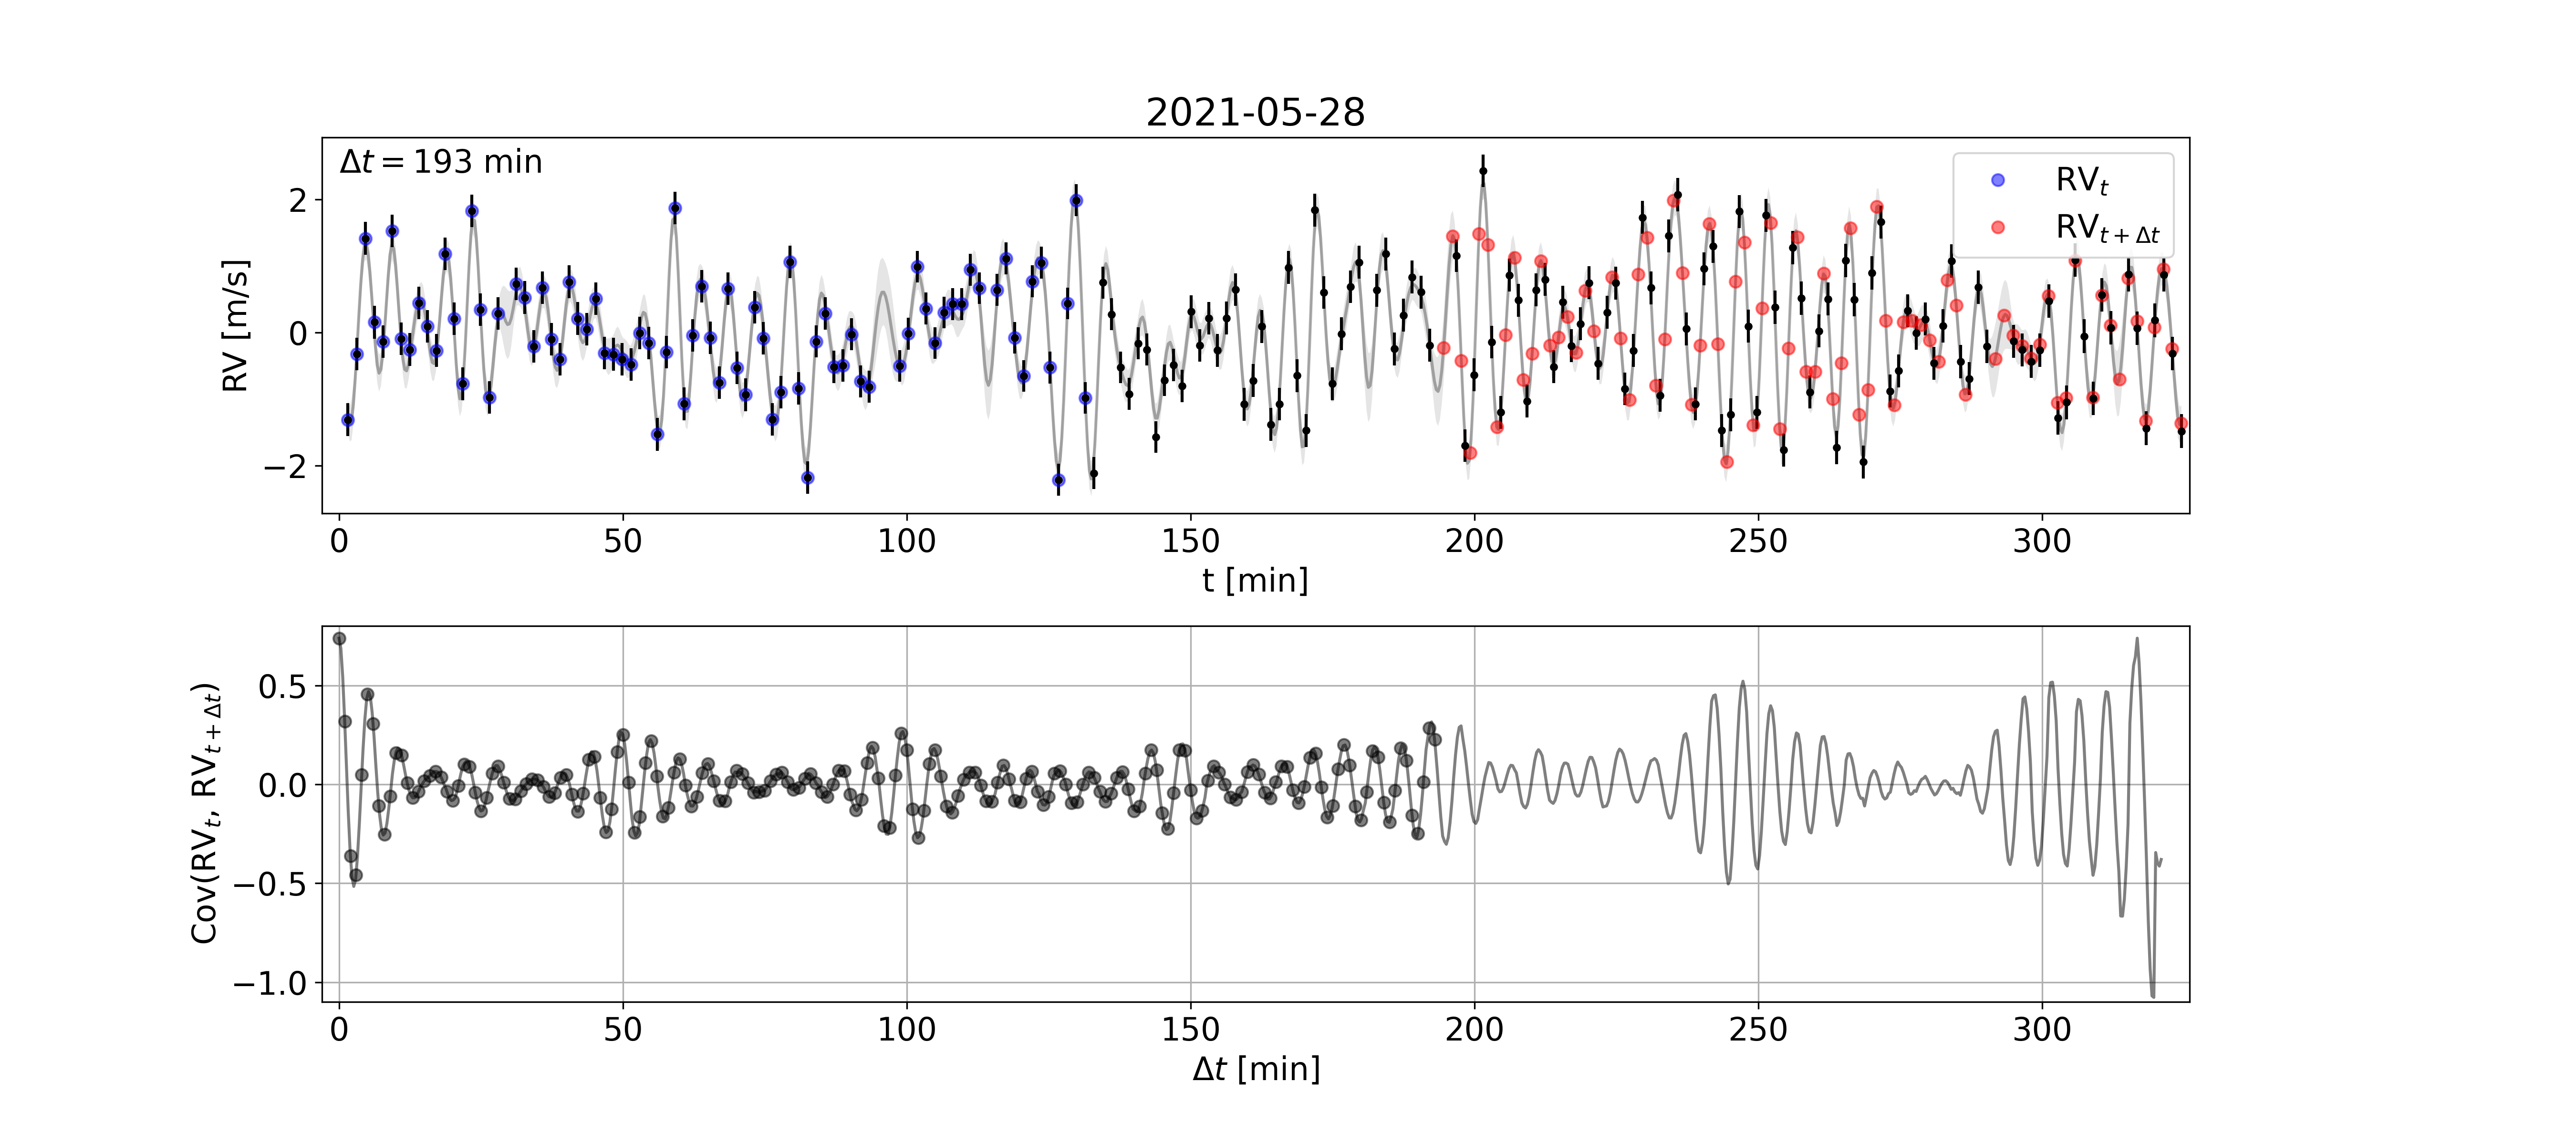 2021-05-28
Δt = 193 min
RV_t
RV_{t+Δt}
RV [m/s]
2
0
−2
0 50 100 150 200 250 300
t [min]
Cov(RV_t, RV_{t+Δt})
0.5
0.0
−0.5
−1.0
0 50 100 150 200 250 300
Δt [min]